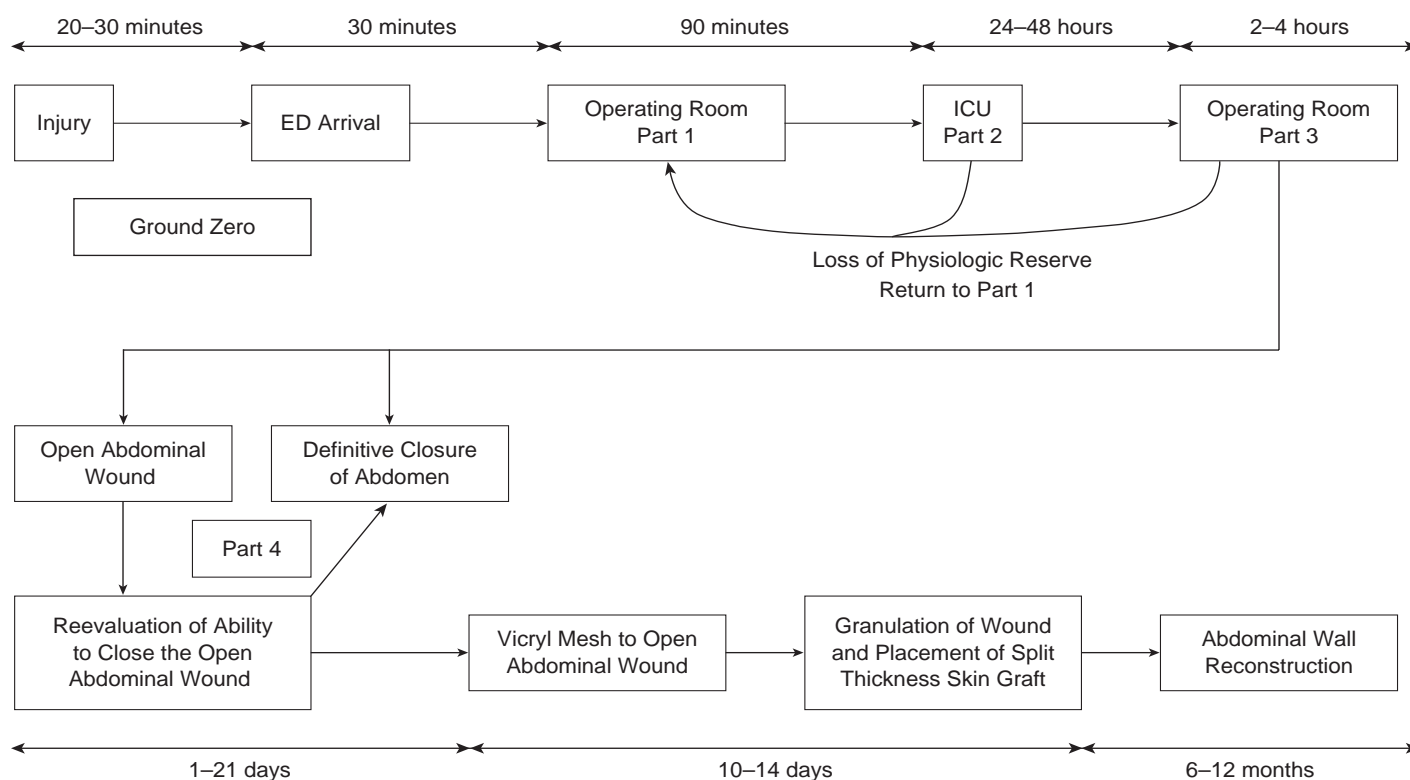 20–30 minutes
30 minutes
90 minutes
24–48 hours
2–4 hours
Injury
ED Arrival
Operating Room
Part 1
ICU
Part 2
Operating Room
Part 3
Ground Zero
Loss of Physiologic Reserve
Return to Part 1
Open Abdominal
Wound
Definitive Closure
of Abdomen
Part 4
Reevaluation of Ability
to Close the Open
Abdominal Wound
Vicryl Mesh to Open
Abdominal Wound
Granulation of Wound
and Placement of Split
Thickness Skin Graft
Abdominal Wall
Reconstruction
1–21 days
10–14 days
6–12 months